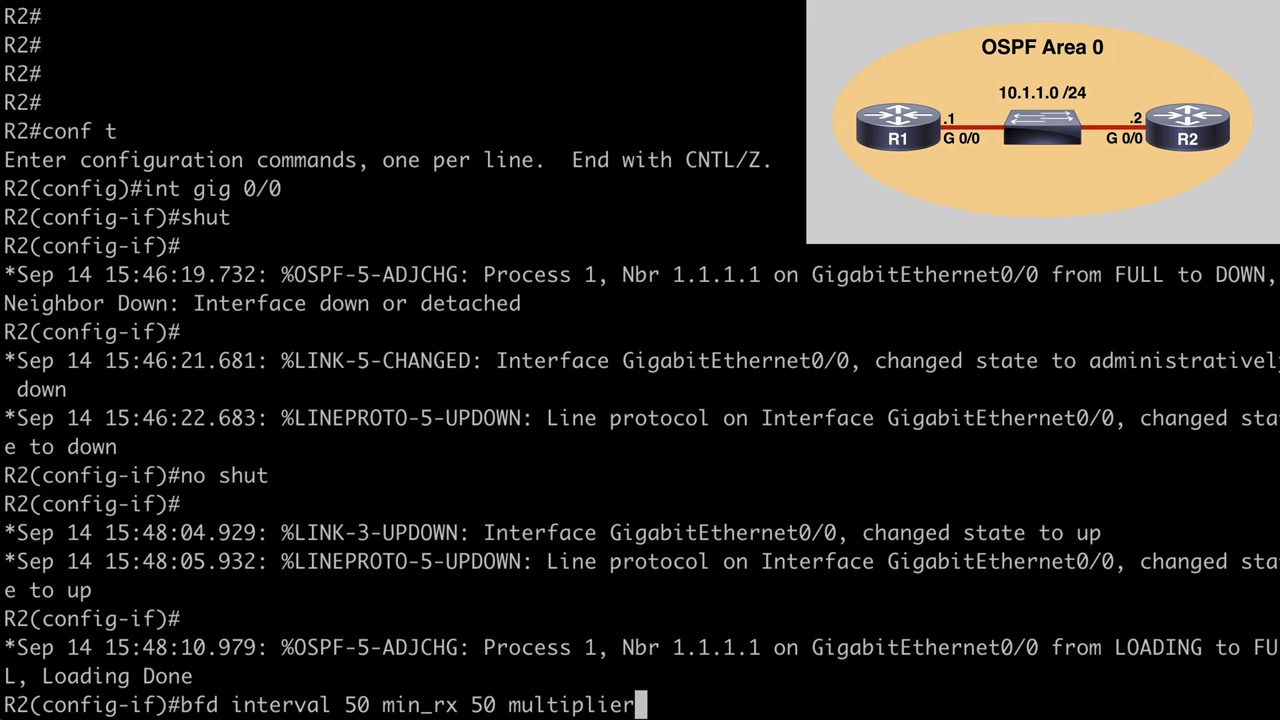 R2#
R2#
R2#
R2#
R2#conf t
Enter configuration commands, one per line.  End with CNTL/Z.
R2(config)#int gig 0/0
R2(config-if)#shut
R2(config-if)#
*Sep 14 15:46:19.732: %OSPF-5-ADJCHG: Process 1, Nbr 1.1.1.1 on GigabitEthernet0/0 from FULL to DOWN,
Neighbor Down: Interface down or detached
R2(config-if)#
*Sep 14 15:46:21.681: %LINK-5-CHANGED: Interface GigabitEthernet0/0, changed state to administratively
 down
*Sep 14 15:46:22.683: %LINEPROTO-5-UPDOWN: Line protocol on Interface GigabitEthernet0/0, changed stat
e to down
R2(config-if)#no shut
R2(config-if)#
*Sep 14 15:48:04.929: %LINK-3-UPDOWN: Interface GigabitEthernet0/0, changed state to up
*Sep 14 15:48:05.932: %LINEPROTO-5-UPDOWN: Line protocol on Interface GigabitEthernet0/0, changed stat
e to up
R2(config-if)#
*Sep 14 15:48:10.979: %OSPF-5-ADJCHG: Process 1, Nbr 1.1.1.1 on GigabitEthernet0/0 from LOADING to FUL
L, Loading Done
R2(config-if)#bfd interval 50 min_rx 50 multiplier
OSPF Area 0
10.1.1.0 /24
.1
.2
R1
G 0/0
G 0/0
R2